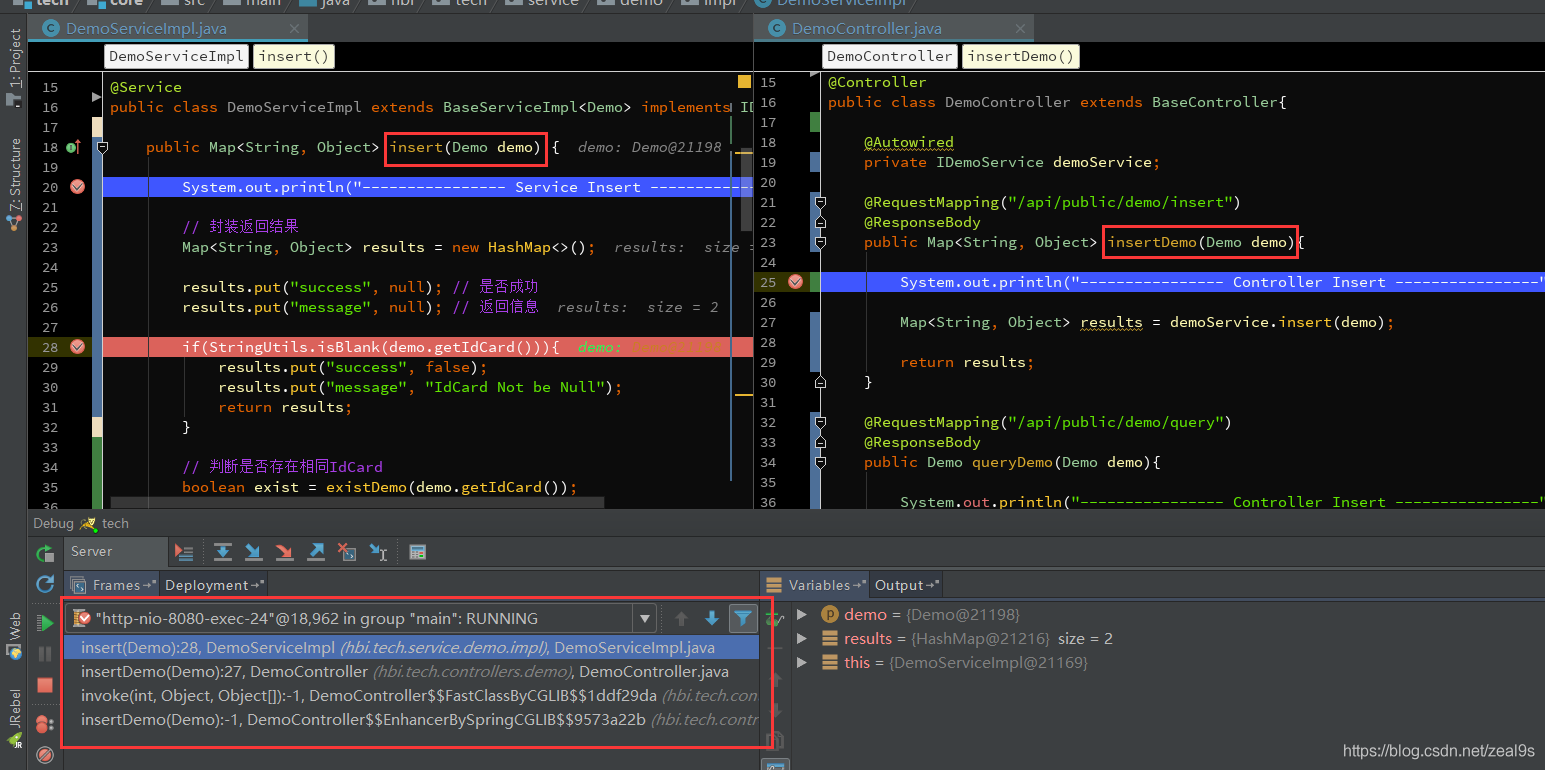 tech core src main java hbi tech service demo impl DemoServiceImpl
1: Project
Z: Structure
Web
JRebel
DemoServiceImpl.java
DemoServiceImpl insert()
15 @Service
16 public class DemoServiceImpl extends BaseServiceImpl<Demo> implements ID
17
18 public Map<String, Object> insert(Demo demo) { demo: Demo@21198
19
20 System.out.println("---------------- Service Insert -----------
21
22 // 封装返回结果
23 Map<String, Object> results = new HashMap<>(); results: size =
24
25 results.put("success", null); // 是否成功
26 results.put("message", null); // 返回信息 results: size = 2
27
28 if(StringUtils.isBlank(demo.getIdCard())){ demo: Demo@21198
29 results.put("success", false);
30 results.put("message", "IdCard Not be Null");
31 return results;
32 }
33
34 // 判断是否存在相同IdCard
35 boolean exist = existDemo(demo.getIdCard());
36
DemoController.java
DemoController insertDemo()
15 @Controller
16 public class DemoController extends BaseController{
17
18 @Autowired
19 private IDemoService demoService;
20
21 @RequestMapping("/api/public/demo/insert")
22 @ResponseBody
23 public Map<String, Object> insertDemo(Demo demo){
24
25 System.out.println("---------------- Controller Insert ----------------"
26
27 Map<String, Object> results = demoService.insert(demo);
28
29 return results;
30 }
31
32 @RequestMapping("/api/public/demo/query")
33 @ResponseBody
34 public Demo queryDemo(Demo demo){
35
36 System.out.println("---------------- Controller Insert ----------------"
Debug tech
Server
Frames Deployment
"http-nio-8080-exec-24"@18,962 in group "main": RUNNING
insert(Demo):28, DemoServiceImpl (hbi.tech.service.demo.impl), DemoServiceImpl.java
insertDemo(Demo):27, DemoController (hbi.tech.controllers.demo), DemoController.java
invoke(int, Object, Object[]):-1, DemoController$$FastClassByCGLIB$$1ddf29da (hbi.tech.con
insertDemo(Demo):-1, DemoController$$EnhancerBySpringCGLIB$$9573a22b (hbi.tech.contr
Variables Output
demo = {Demo@21198}
results = {HashMap@21216} size = 2
this = {DemoServiceImpl@21169}
https://blog.csdn.net/zeal9s